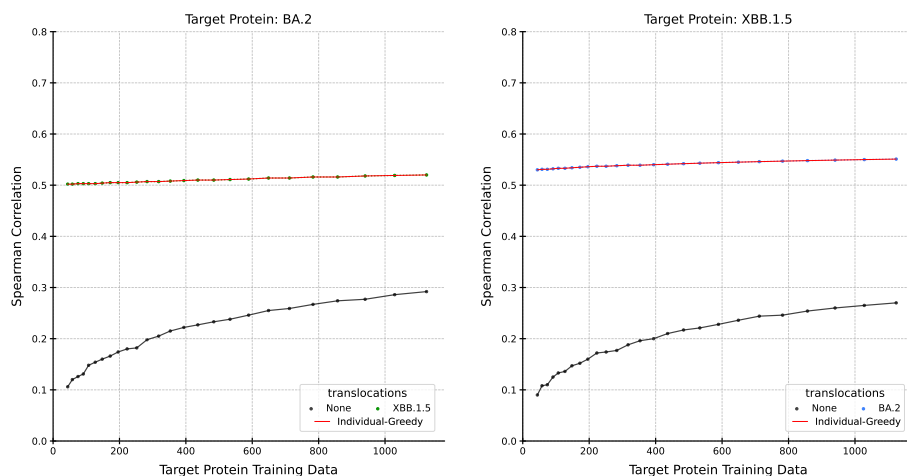 Target Protein: BA.2
0.8
0.7
0.6
0.5
0.4
0.3
0.2
0.1
0.0
Spearman Correlation
translocations
None XBB.1.5
Individual-Greedy
0 200 400 600 800 1000
Target Protein Training Data
Target Protein: XBB.1.5
0.8
0.7
0.6
0.5
0.4
0.3
0.2
0.1
0.0
Spearman Correlation
translocations
None BA.2
Individual-Greedy
0 200 400 600 800 1000
Target Protein Training Data